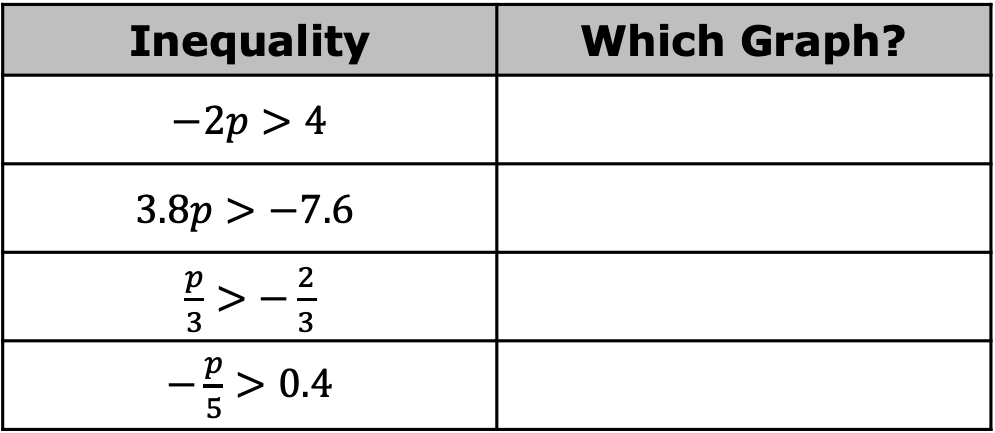 Inequality Which Graph?
−2p > 4
3.8p > −7.6
p/3 > −2/3
−p/5 > 0.4